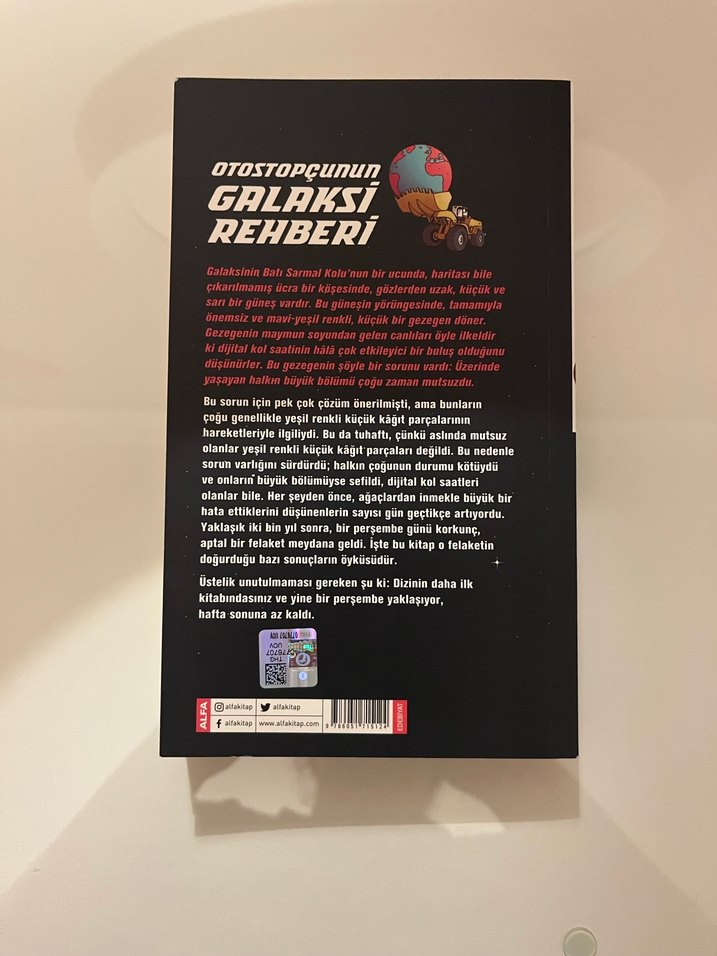 OTOSTOPÇUNUN
GALAKSİ
REHBERİ
Galaksinin Batı Sarmal Kolu'nun bir ucunda, haritası bile
çıkarılmamış ücra bir köşesinde, gözlerden uzak, küçük ve
sarı bir güneş vardır. Bu güneşin yörüngesinde, tamamıyla
önemsiz ve mavi-yeşil renkli, küçük bir gezegen döner.
Gezegenin maymun soyundan gelen canlıları öyle ilkeldir
ki dijital kol saatinin hâlâ çok etkileyici bir buluş olduğunu
düşünürler. Bu gezegenin şöyle bir sorunu vardı: Üzerinde
yaşayan halkın büyük bölümü çoğu zaman mutsuzdu.
Bu sorun için pek çok çözüm önerilmişti, ama bunların
çoğu genellikle yeşil renkli küçük kâğıt parçalarının
hareketleriyle ilgiliydi. Bu da tuhaftı, çünkü aslında mutsuz
olanlar yeşil renkli küçük kâğıt parçaları değildi. Bu nedenle
sorun varlığını sürdürdü; halkın çoğunun durumu kötüydü
ve onların büyük bölümüyse sefildi, dijital kol saatleri
olanlar bile. Her şeyden önce, ağaçlardan inmekle büyük bir
hata ettiklerini düşünenlerin sayısı gün geçtikçe artıyordu.
Yaklaşık iki bin yıl sonra, bir perşembe günü korkunç,
aptal bir felaket meydana geldi. İşte bu kitap o felaketin
doğurduğu bazı sonuçların öyküsüdür.
Üstelik unutulmaması gereken şu ki: Dizinin daha ilk
kitabındasınız ve yine bir perşembe yaklaşıyor,
hafta sonuna az kaldı.
THG
UOV
0776707 UOV
ALFA
alfakitap
alfakitap
alfakitap
www.alfakitap.com
9 786051 715124
EDEBİYAT